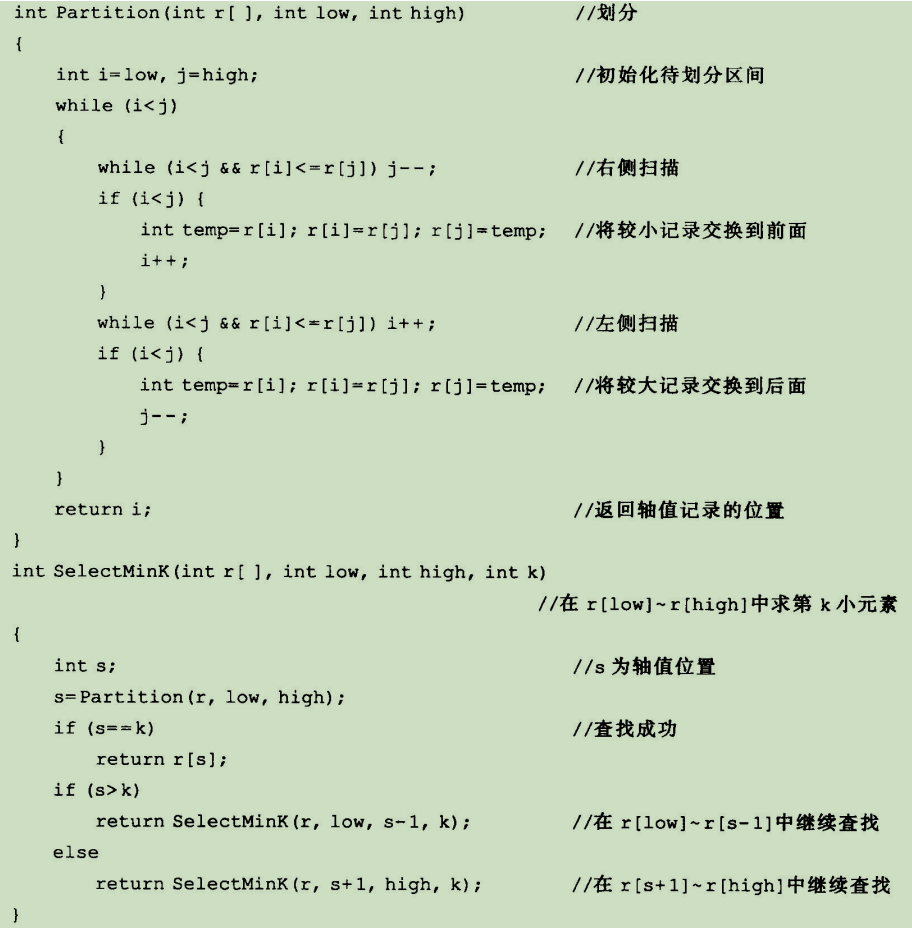 int Partition(int r[ ], int low, int high) //划分
{
int i=low, j=high; //初始化待划分区间
while (i<j)
{
while (i<j && r[i]<=r[j]) j--; //右侧扫描
if (i<j) {
int temp=r[i]; r[i]=r[j]; r[j]=temp; //将较小记录交换到前面
i++;
}
while (i<j && r[i]<=r[j]) i++; //左侧扫描
if (i<j) {
int temp=r[i]; r[i]=r[j]; r[j]=temp; //将较大记录交换到后面
j--;
}
}
return i; //返回轴值记录的位置
}
int SelectMinK(int r[ ], int low, int high, int k)
//在 r[low]~r[high]中求第 k 小元素
{
int s; //s 为轴值位置
s=Partition(r, low, high);
if (s==k) //查找成功
return r[s];
if (s>k)
return SelectMinK(r, low, s-1, k); //在 r[low]~r[s-1]中继续查找
else
return SelectMinK(r, s+1, high, k); //在 r[s+1]~r[high]中继续查找
}